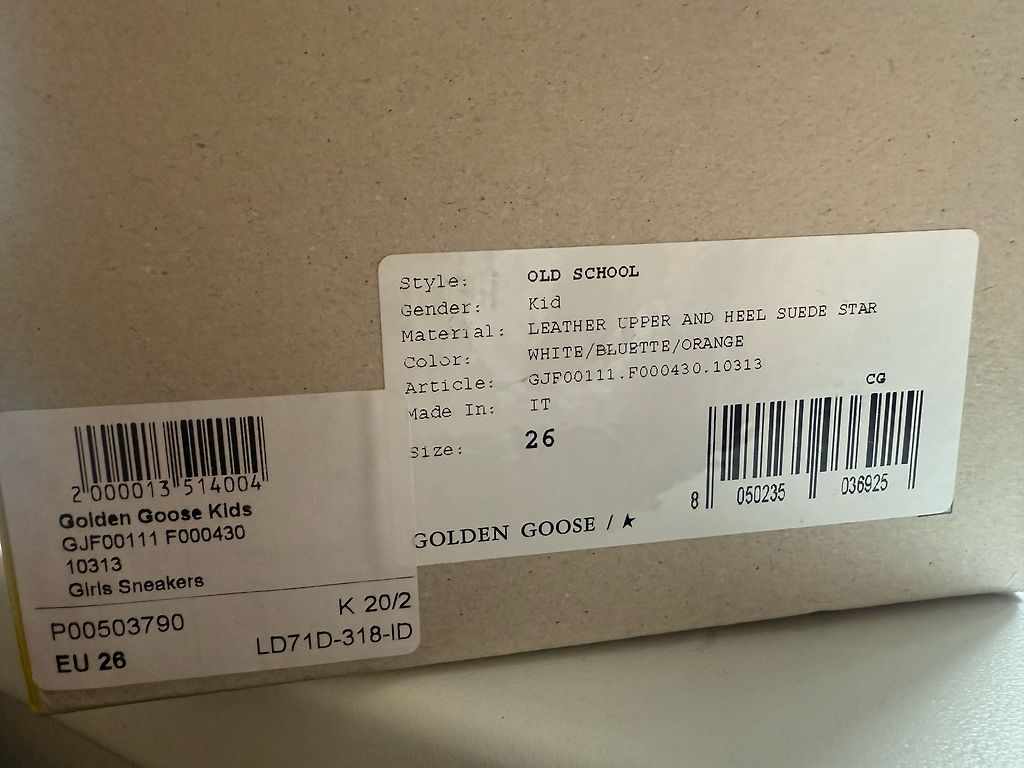 Style: OLD SCHOOL
Gender: Kid
Material: LEATHER UPPER AND HEEL SUEDE STAR
Color: WHITE/BLUETTE/ORANGE
Article: GJF00111.F000430.10313
Made In: IT
Size: 26
CG
8 050235 036925
GOLDEN GOOSE / ★
2 000013 514004
Golden Goose Kids
GJF00111 F000430
10313
Girls Sneakers
K 20/2
P00503790
LD71D-318-ID
EU 26